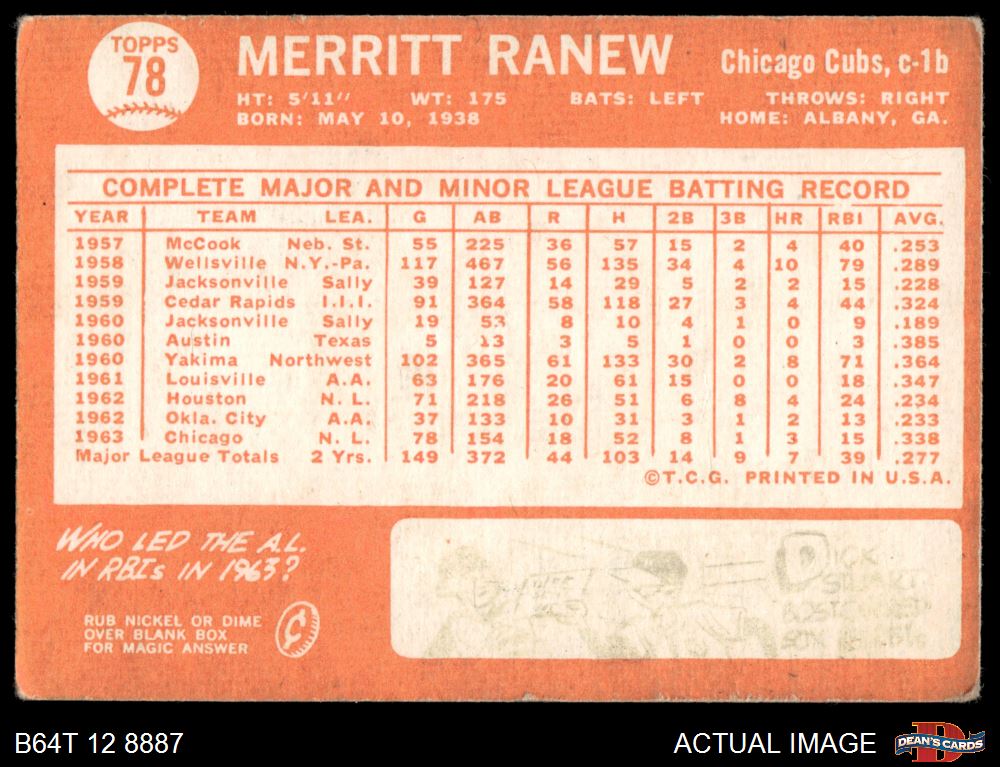 TOPPS
78
MERRITT RANEW
Chicago Cubs, c-1b
HT: 5'11" WT: 175 BATS: LEFT THROWS: RIGHT
BORN: MAY 10, 1938 HOME: ALBANY, GA.
COMPLETE MAJOR AND MINOR LEAGUE BATTING RECORD
YEAR TEAM LEA. G AB R H 2B 3B HR RBI AVG.
1957 McCook Neb. St. 55 225 36 57 15 2 4 40 .253
1958 Wellsville N.Y.-Pa. 117 467 56 135 34 4 10 79 .289
1959 Jacksonville Sally 39 127 14 29 5 2 2 15 .228
1959 Cedar Rapids I.I.I. 91 364 58 118 27 3 4 44 .324
1960 Jacksonville Sally 19 53 8 10 4 1 0 9 .189
1960 Austin Texas 5 13 3 5 1 0 0 3 .385
1960 Yakima Northwest 102 365 61 133 30 2 8 71 .364
1961 Louisville A.A. 63 176 20 61 15 0 0 18 .347
1962 Houston N. L. 71 218 26 51 6 8 4 24 .234
1962 Okla. City A.A. 37 133 10 31 3 1 2 13 .233
1963 Chicago N. L. 78 154 18 52 8 1 3 15 .338
Major League Totals 2 Yrs. 149 372 44 103 14 9 7 39 .277
©T.C.G. PRINTED IN U.S.A.
WHO LED THE A.L.
IN RBIs IN 1963?
RUB NICKEL OR DIME
OVER BLANK BOX
FOR MAGIC ANSWER
¢
DICK
STUART
B64T 12 8887
ACTUAL IMAGE
DEAN'S CARDS